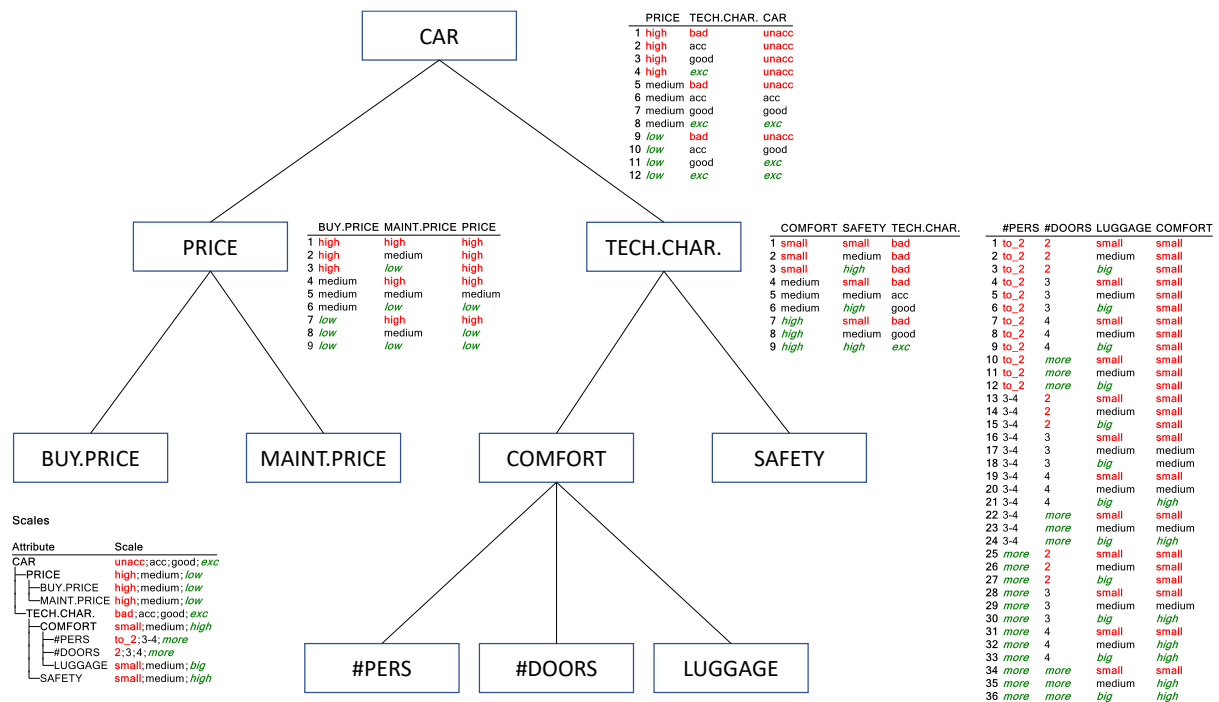 CAR
PRICE TECH.CHAR. CAR
1 high bad unacc
2 high acc unacc
3 high good unacc
4 high exc unacc
5 medium bad unacc
6 medium acc acc
7 medium good good
8 medium exc exc
9 low bad unacc
10 low acc good
11 low good exc
12 low exc exc
PRICE
BUY.PRICE MAINT.PRICE PRICE
1 high high high
2 high medium high
3 high low high
4 medium high high
5 medium medium medium
6 medium low low
7 low high high
8 low medium low
9 low low low
TECH.CHAR.
COMFORT SAFETY TECH.CHAR.
1 small small bad
2 small medium bad
3 small high bad
4 medium small bad
5 medium medium acc
6 medium high good
7 high small bad
8 high medium good
9 high high exc
#PERS #DOORS LUGGAGE COMFORT
1 to_2 2 small small
2 to_2 2 medium small
3 to_2 2 big small
4 to_2 3 small small
5 to_2 3 medium small
6 to_2 3 big small
7 to_2 4 small small
8 to_2 4 medium small
9 to_2 4 big small
10 to_2 more small small
11 to_2 more medium small
12 to_2 more big small
13 3-4 2 small small
14 3-4 2 medium small
15 3-4 2 big small
16 3-4 3 small small
17 3-4 3 medium medium
18 3-4 3 big medium
19 3-4 4 small small
20 3-4 4 medium medium
21 3-4 4 big high
22 3-4 more small small
23 3-4 more medium medium
24 3-4 more big high
25 more 2 small small
26 more 2 medium small
27 more 2 big small
28 more 3 small small
29 more 3 medium medium
30 more 3 big high
31 more 4 small small
32 more 4 medium high
33 more 4 big high
34 more more small small
35 more more medium high
36 more more big high
BUY.PRICE
MAINT.PRICE
COMFORT
SAFETY
Scales
Attribute Scale
CAR unacc;acc;good;exc
PRICE high;medium;low
BUY.PRICE high;medium;low
MAINT.PRICE high;medium;low
TECH.CHAR. bad;acc;good;exc
COMFORT small;medium;high
#PERS to_2;3-4;more
#DOORS 2;3;4;more
LUGGAGE small;medium;big
SAFETY small;medium;high
#PERS
#DOORS
LUGGAGE